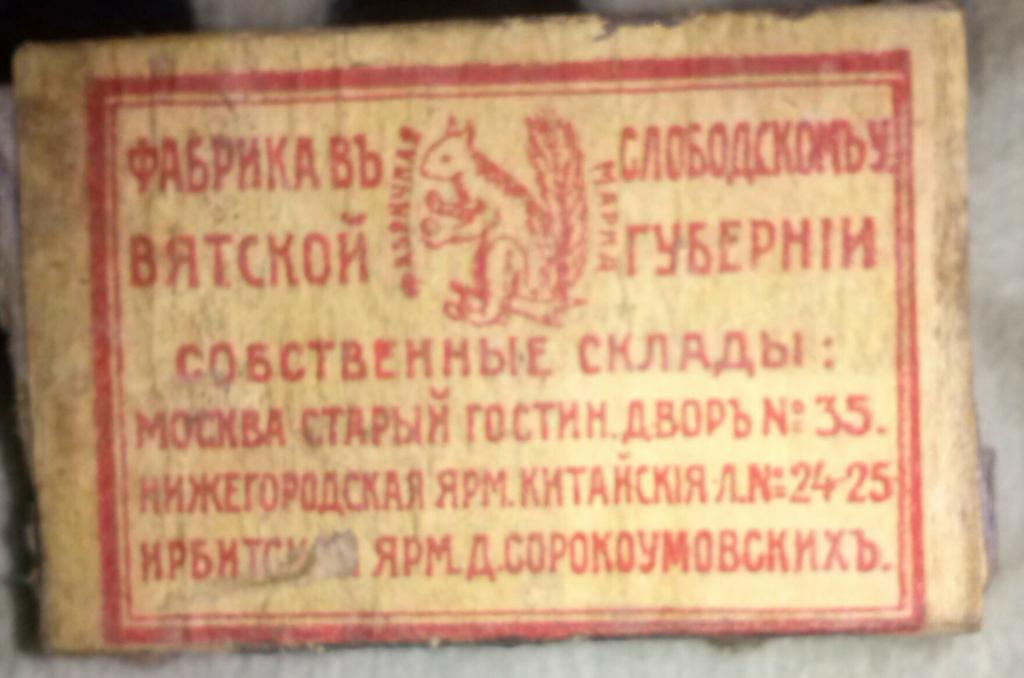 ФАБРИКА ВЪ СЛОБОДСКОМЪ У.
ФАБРИЧНАЯ
МАРКА
ВЯТСКОЙ ГУБЕРНІИ
СОБСТВЕННЫЕ СКЛАДЫ:
МОСКВА СТАРЫЙ ГОСТИН. ДВОРЪ № 35.
НИЖЕГОРОДСКАЯ ЯРМ. КИТАЙСКІЯ Л. № 24-25
ЯРМ. Д. СОРОКОУМОВСКИХЪ.